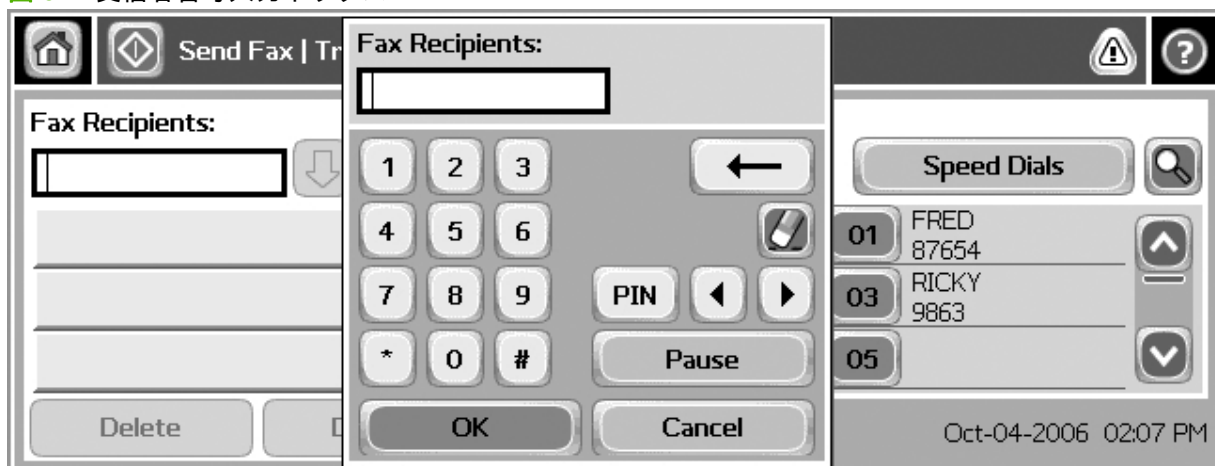 Send Fax | Tr
Fax Recipients:
Fax Recipients:
1 2 3
4 5 6
7 8 9
PIN
* 0 #
Pause
OK
Cancel
Speed Dials
01 FRED
87654
03 RICKY
9863
05
Delete
Oct-04-2006 02:07 PM